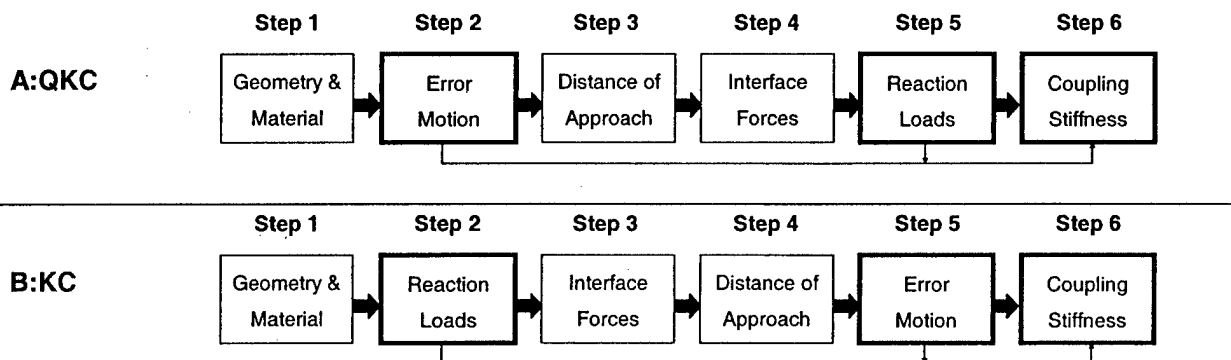 Step 1 Step 2 Step 3 Step 4 Step 5 Step 6
A:QKC
Geometry & Error Distance of Interface Reaction Coupling
Material Motion Approach Forces Loads Stiffness
Step 1 Step 2 Step 3 Step 4 Step 5 Step 6
B:KC
Geometry & Reaction Interface Distance of Error Coupling
Material Loads Forces Approach Motion Stiffness